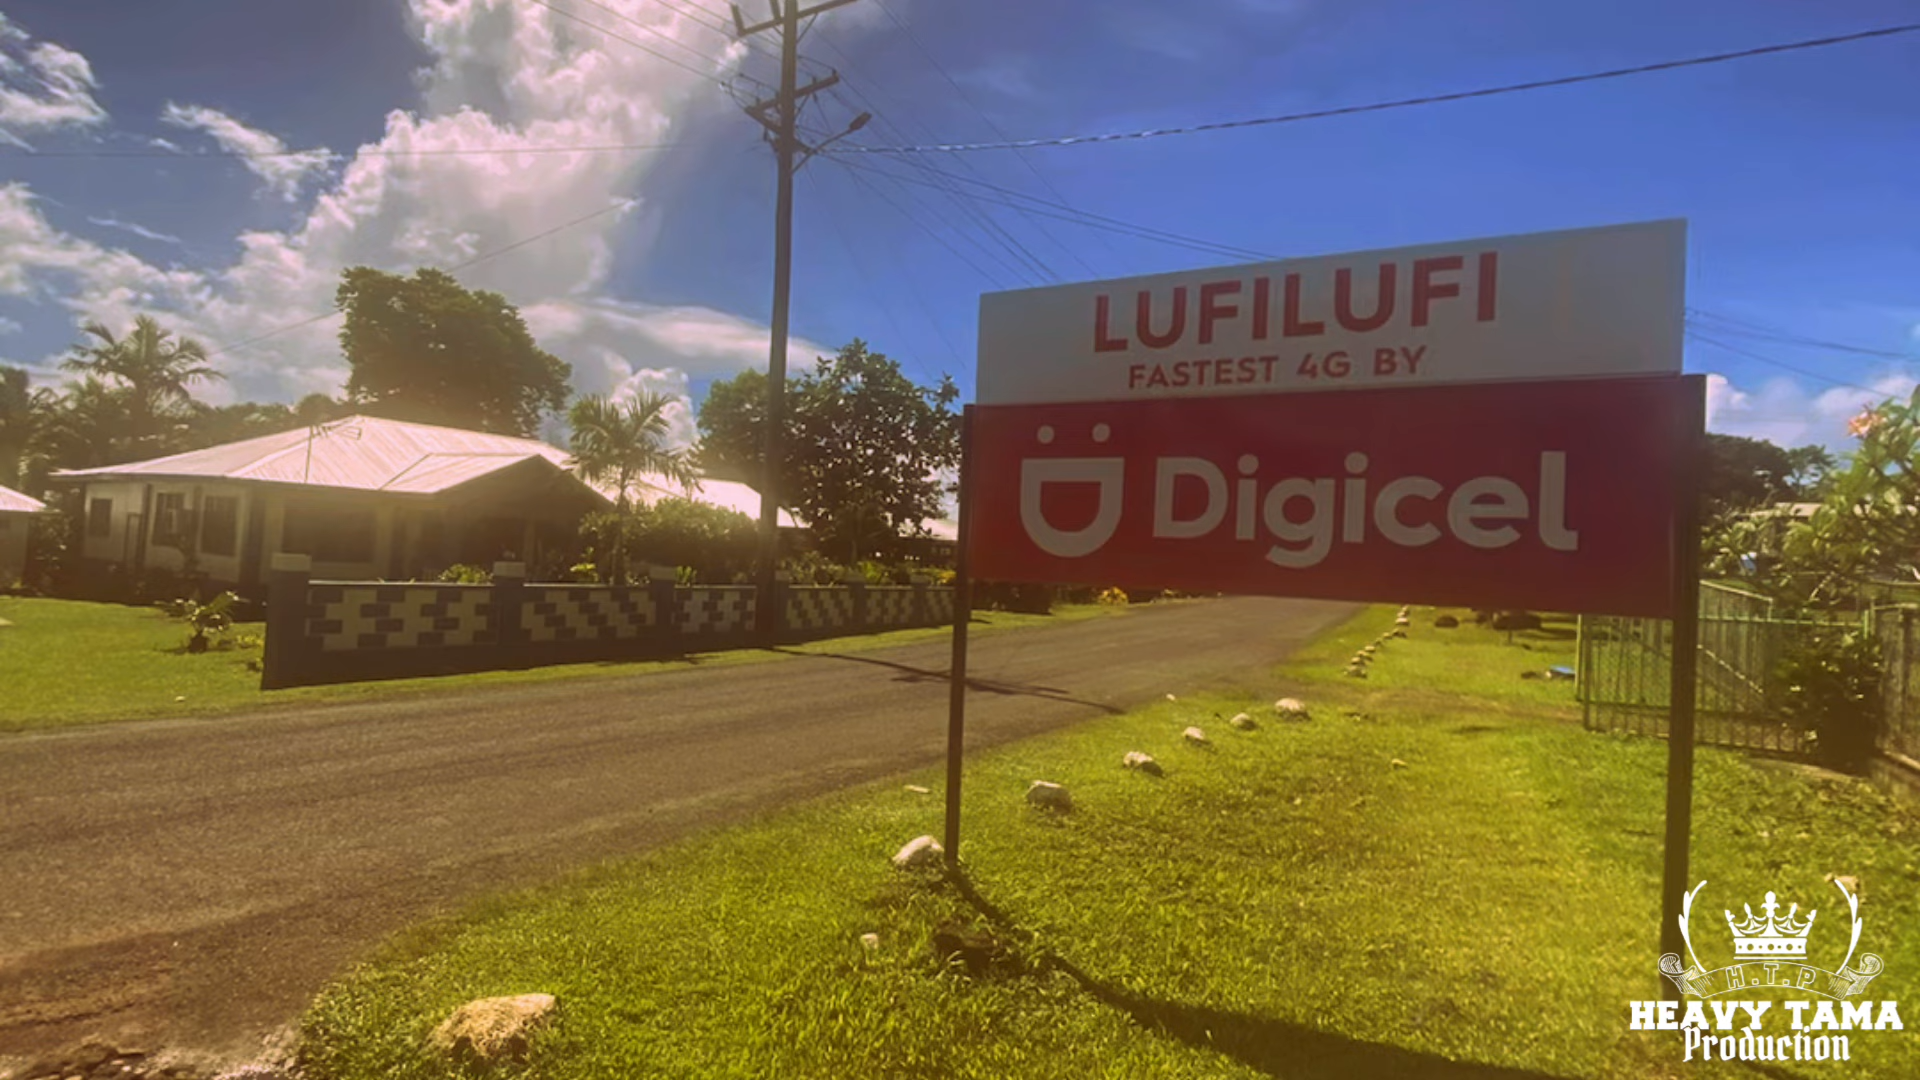 LUFILUFI
FASTEST 4G BY
Digicel
H.T.P
HEAVY TAMA
Production